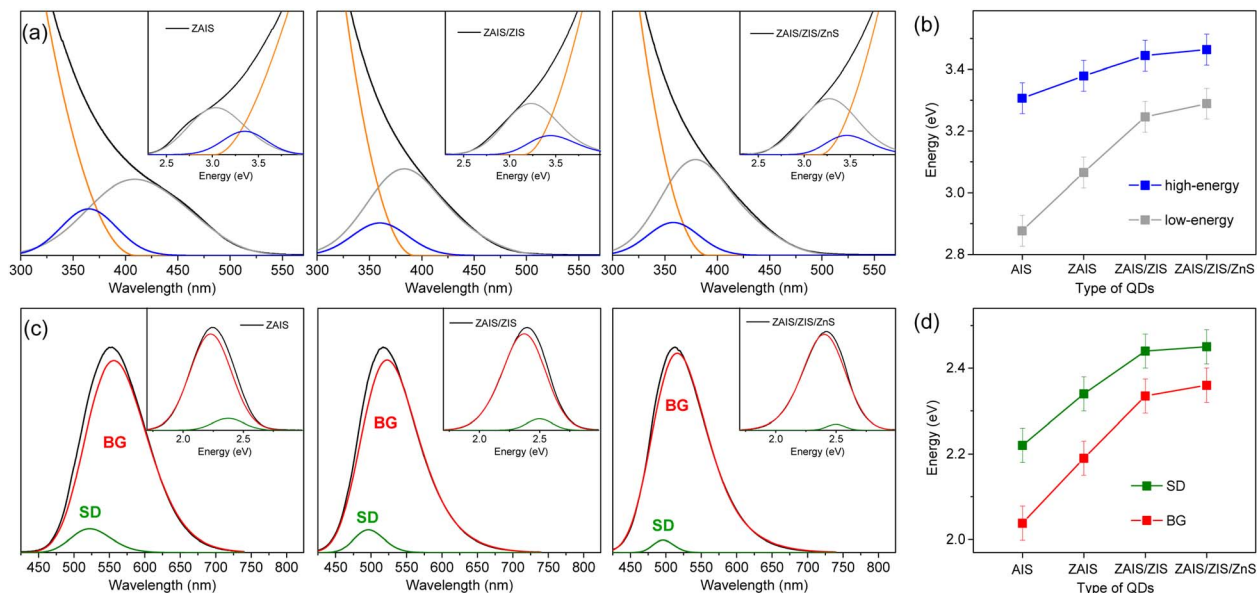 (a)
ZAIS
2.5 3.0 3.5
Energy (eV)
300 350 400 450 500 550
Wavelength (nm)
ZAIS/ZIS
2.5 3.0 3.5
Energy (eV)
300 350 400 450 500 550
Wavelength (nm)
ZAIS/ZIS/ZnS
2.5 3.0 3.5
Energy (eV)
300 350 400 450 500 550
Wavelength (nm)
(b)
Energy (eV)
3.4
3.2
3.0
2.8
high-energy
low-energy
AIS ZAIS ZAIS/ZIS ZAIS/ZIS/ZnS
Type of QDs
(c)
ZAIS
2.0 2.5
Energy (eV)
BG
SD
450 500 550 600 650 700 750 800
Wavelength (nm)
ZAIS/ZIS
2.0 2.5
Energy (eV)
BG
SD
450 500 550 600 650 700 750 800
Wavelength (nm)
ZAIS/ZIS/ZnS
2.0 2.5
Energy (eV)
BG
SD
450 500 550 600 650 700 750 800
Wavelength (nm)
(d)
Energy (eV)
2.4
2.2
2.0
SD
BG
AIS ZAIS ZAIS/ZIS ZAIS/ZIS/ZnS
Type of QDs